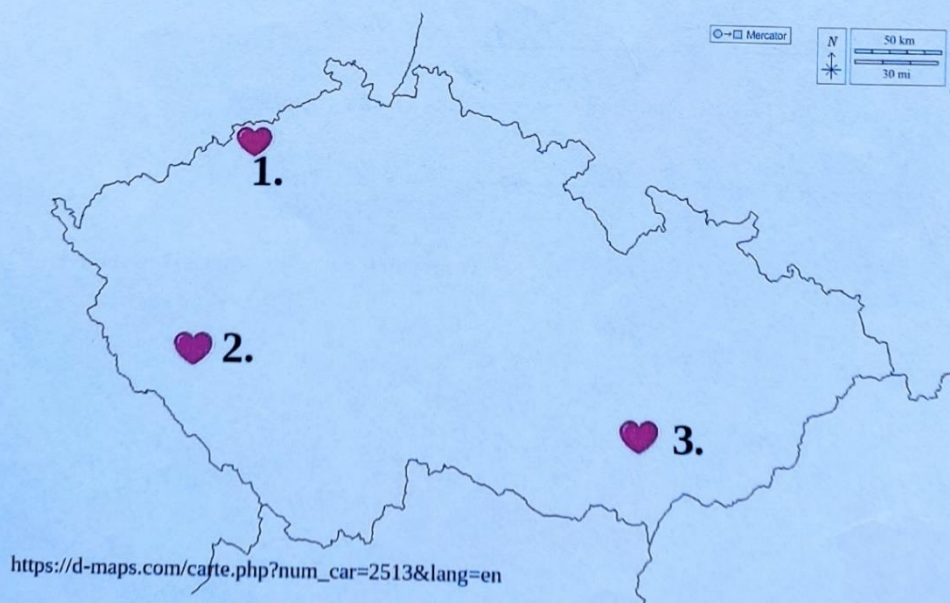 Mercator
N
50 km
30 mi
1.
2.
3.
https://d-maps.com/carte.php?num_car=2513&lang=en